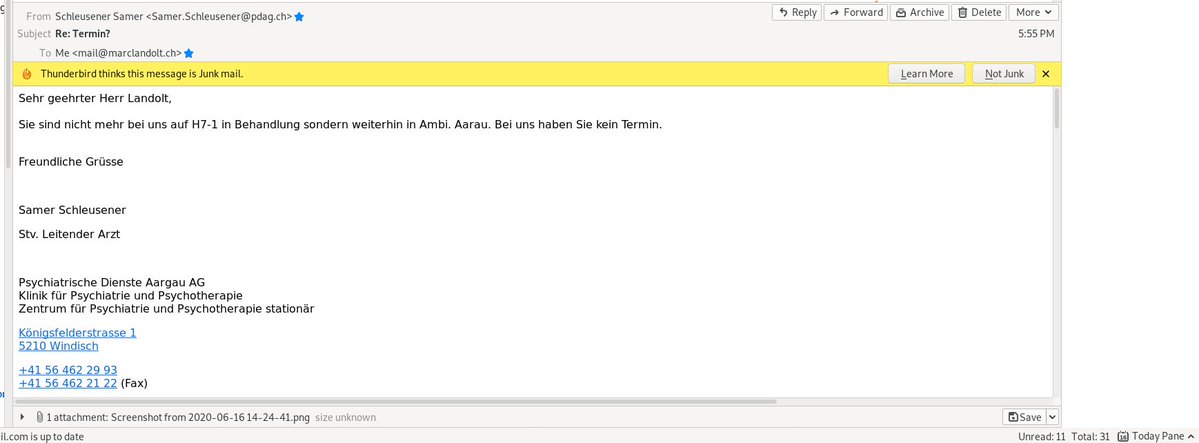 From Schleusener Samer <Samer.Schleusener@pdag.ch>
Reply Forward Archive Delete More
Subject Re: Termin?
5:55 PM
To Me <mail@marclandolt.ch>
Thunderbird thinks this message is Junk mail.
Learn More Not Junk
Sehr geehrter Herr Landolt,
Sie sind nicht mehr bei uns auf H7-1 in Behandlung sondern weiterhin in Ambi. Aarau. Bei uns haben Sie kein Termin.
Freundliche Grüsse
Samer Schleusener
Stv. Leitender Arzt
Psychiatrische Dienste Aargau AG
Klinik für Psychiatrie und Psychotherapie
Zentrum für Psychiatrie und Psychotherapie stationär
Königsfelderstrasse 1
5210 Windisch
+41 56 462 29 93
+41 56 462 21 22 (Fax)
1 attachment: Screenshot from 2020-06-16 14-24-41.png size unknown
Save
il.com is up to date
Unread: 11 Total: 31 Today Pane